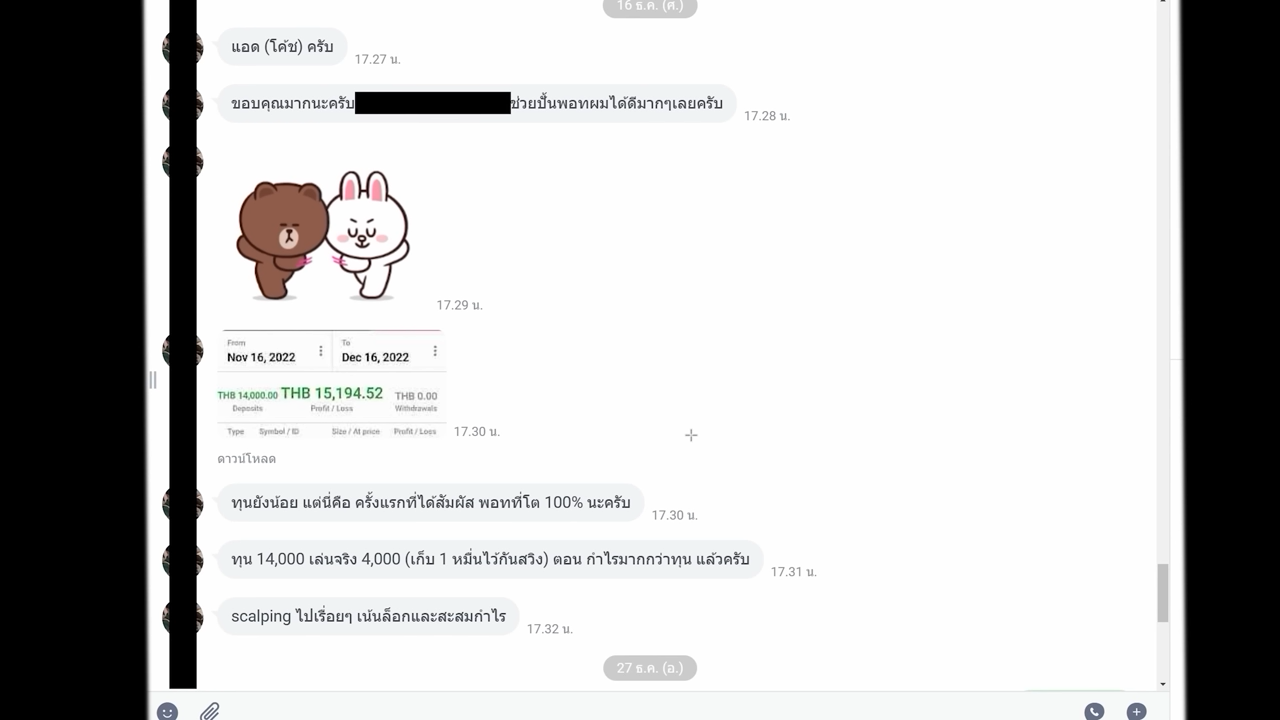 16 ธ.ค. (ศ.)
แอด (โค้ช) ครับ
17.27 น.
ขอบคุณมากนะครับ
ช่วยปั้นพอทผมได้ดีมากๆเลยครับ
17.28 น.
17.29 น.
From
To
Nov 16, 2022
Dec 16, 2022
THB 14,000.00 THB 15,194.52 THB 0.00
Deposits Profit / Loss Withdrawals
Type Symbol / ID Size / At price Profit / Loss
17.30 น.
ดาวน์โหลด
ทุนยังน้อย แต่นี่คือ ครั้งแรกที่ได้สัมผัส พอทที่โต 100% นะครับ
17.30 น.
ทุน 14,000 เล่นจริง 4,000 (เก็บ 1 หมื่นไว้กันสวิง) ตอน กำไรมากกว่าทุน แล้วครับ
17.31 น.
scalping ไปเรื่อยๆ เน้นล็อกและสะสมกำไร
17.32 น.
27 ธ.ค. (อ.)